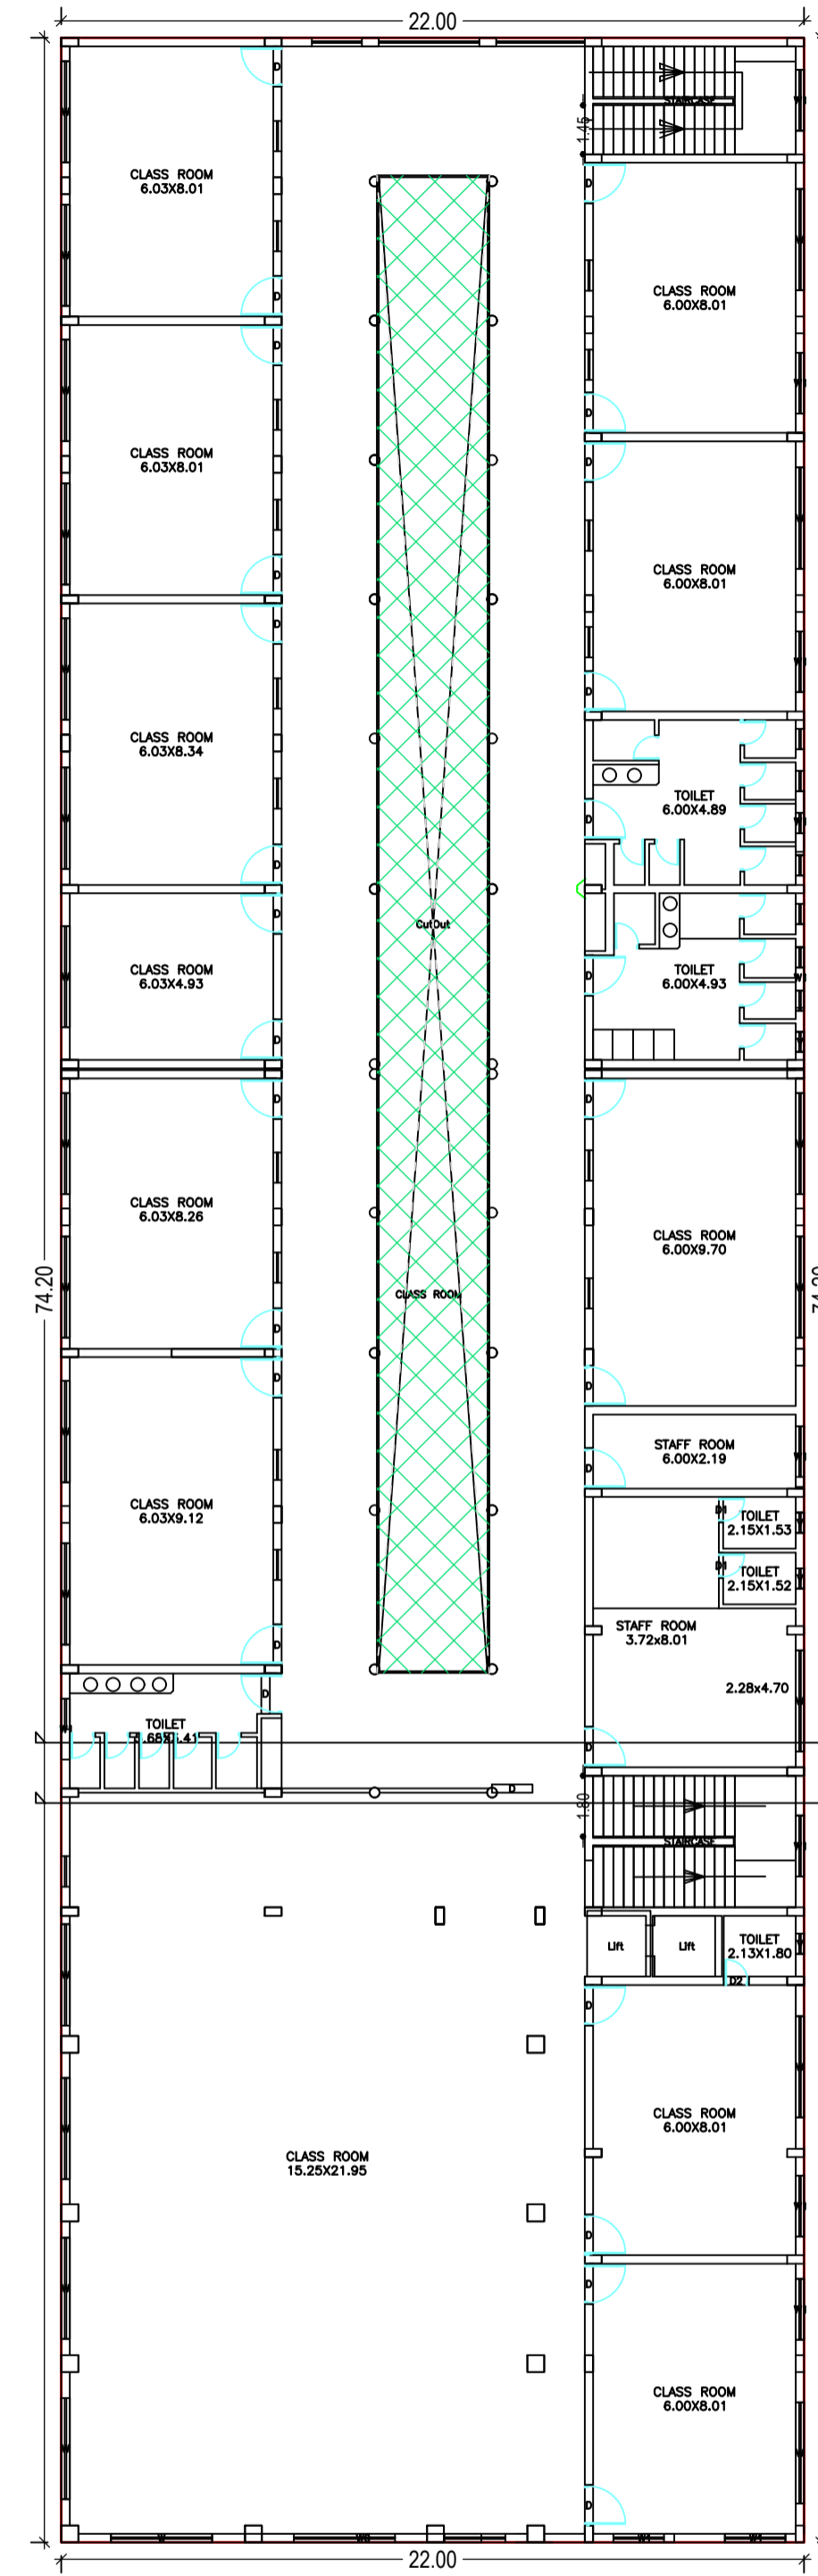 22.00
STAIRCASE
1.45
CLASS ROOM
6.03X8.01
CLASS ROOM
6.00X8.01
CLASS ROOM
6.03X8.01
CLASS ROOM
6.00X8.01
CLASS ROOM
6.03X8.34
TOILET
6.00X4.89
CutOut
CLASS ROOM
6.03X4.93
TOILET
6.00X4.93
CLASS ROOM
6.03X8.26
CLASS ROOM
6.00X9.70
74.20
74.20
CLASS ROOM
STAFF ROOM
6.00X2.19
CLASS ROOM
6.03X9.12
TOILET
2.15X1.53
TOILET
2.15X1.52
STAFF ROOM
3.72x8.01
2.28x4.70
TOILET
D
1.80
STAIRCASE
Lift
Lift
TOILET
2.13X1.80
D2
CLASS ROOM
6.00X8.01
CLASS ROOM
15.25X21.95
CLASS ROOM
6.00X8.01
22.00